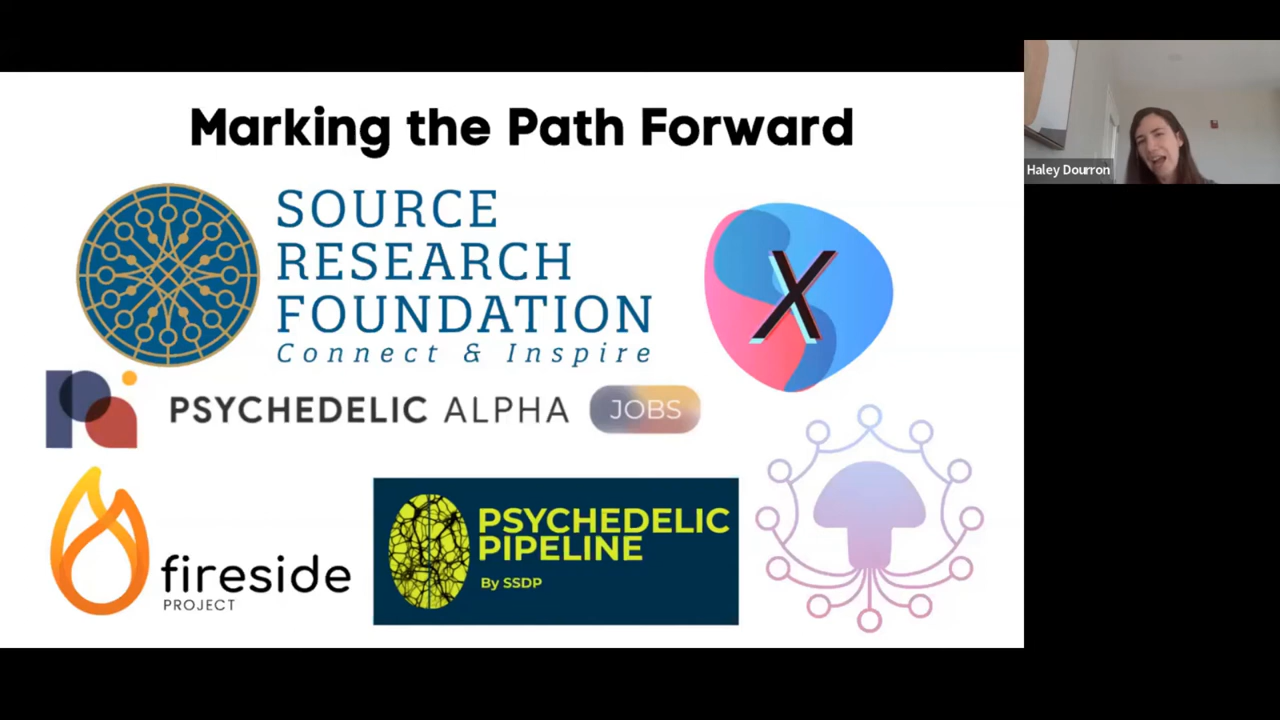 Marking the Path Forward
SOURCE
RESEARCH
FOUNDATION
Connect & Inspire
X
PSYCHEDELIC ALPHA JOBS
fireside
PROJECT
PSYCHEDELIC
PIPELINE
By SSDP
Haley Dourron